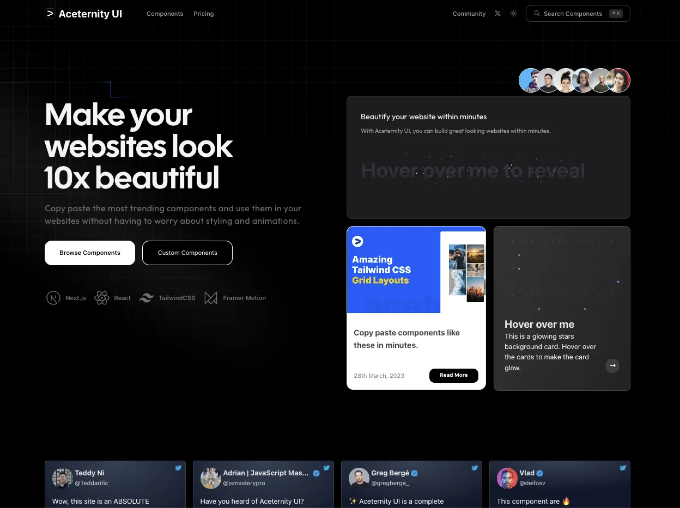 Aceternity UI
Components
Pricing
Community
Search Components
⌘ K
Make your
websites look
10x beautiful
Copy paste the most trending components and use them in your
websites without having to worry about styling and animations.
Browse Components
Custom Components
Next.js
React
TailwindCSS
Framer Motion
Beautify your website within minutes
With Aceternity UI, you can build great looking websites within minutes.
Hover over me to reveal
Amazing
Tailwind CSS
Grid Layouts
Copy paste components like
these in minutes.
28th March, 2023
Read More
Hover over me
This is a glowing stars
background card. Hover over
the cards to make the card
glow.
Teddy Ni
@Teddarific
Wow, this site is an ABSOLUTE
Adrian | JavaScript Mas...
@jsmasterypro
Have you heard of Aceternity UI?
Greg Bergé
@gregberge_
✨ Aceternity UI is a complete
Vlad
@deifosv
This component are 🔥